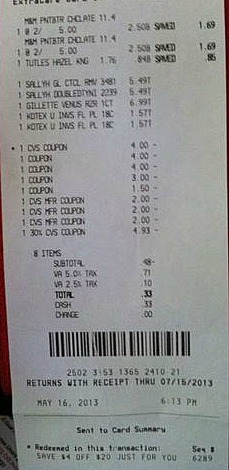 M&M PNTBTR CHCLATE 11.4
1 @ 2/ 5.00 2.50B SAVED 1.69
M&M PNTBTR CHCLATE 11.4
1 @ 2/ 5.00 2.50B SAVED 1.69
1 TUTLES HAZEL KNG 1.76 .84B SAVED .85
1 SALLYH GL CTCL RMV 3481 5.49T
1 SALLYH DOUBLEDTYNI 2239 5.49T
1 GILLETTE VENUS RZR 1CT 6.99T
1 KOTEX U INVS FL PL 18C 1.57T
1 KOTEX U INVS FL PL 18C 1.57T
* 1 CVS COUPON 4.00 -
1 COUPON 4.00 -
1 COUPON 4.00 -
1 COUPON 3.00 -
1 COUPON 1.50 -
1 CVS MFR COUPON 2.00 -
1 CVS MFR COUPON 2.00 -
1 CVS MFR COUPON 2.00 -
1 30% CVS COUPON 4.93 -
8 ITEMS
SUBTOTAL .48-
VA 5.0% TAX .71
VA 2.5% TAX .10
TOTAL .33
CASH .33
CHANGE .00
2502 3153 1365 2410 21
RETURNS WITH RECEIPT THRU 07/15/2013
MAY 16, 2013 6:13 PM
Sent to Card Summary
* Redeemed in this transaction: Seq #
SAVE $4 OFF $20 JUST FOR YOU 6289